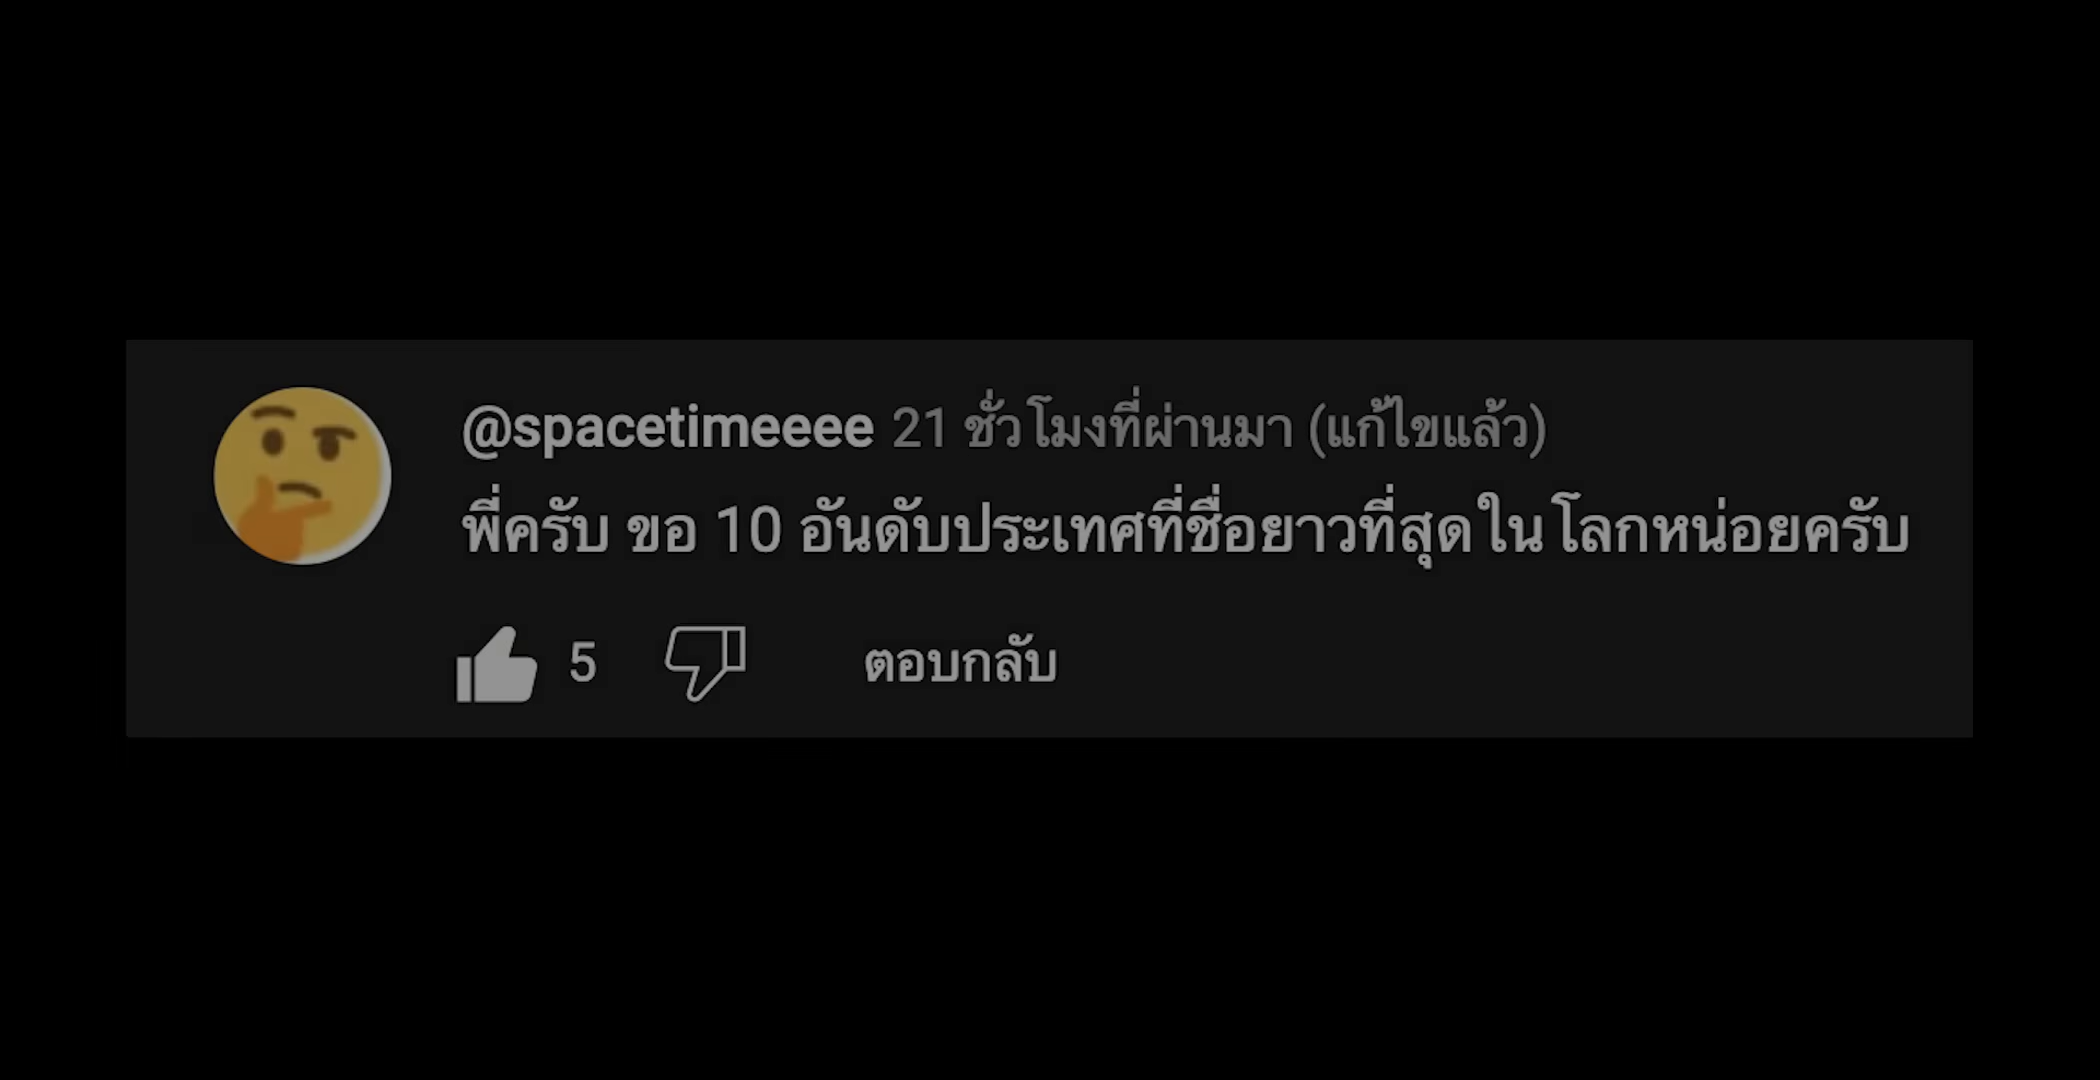 @spacetimeeee 21 ชั่วโมงที่ผ่านมา (แก้ไขแล้ว)
พี่ครับ ขอ 10 อันดับประเทศที่ชื่อยาวที่สุดในโลกหน่อยครับ
5 ตอบกลับ